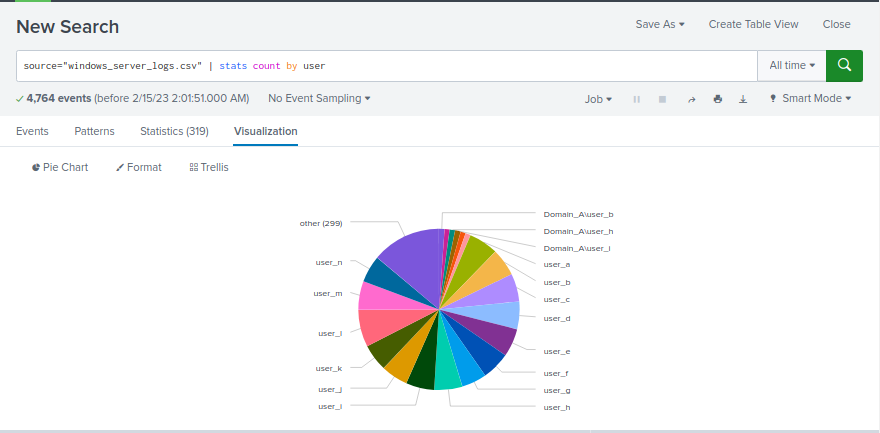 New Search
Save As ▾ Create Table View Close
source="windows_server_logs.csv" | stats count by user
All time ▾
✓ 4,764 events (before 2/15/23 2:01:51.000 AM) No Event Sampling ▾
Job ▾ Smart Mode ▾
Events Patterns Statistics (319) Visualization
Pie Chart Format Trellis
other (299)
user_n
user_m
user_l
user_k
user_j
user_i
Domain_A\user_b
Domain_A\user_h
Domain_A\user_i
user_a
user_b
user_c
user_d
user_e
user_f
user_g
user_h